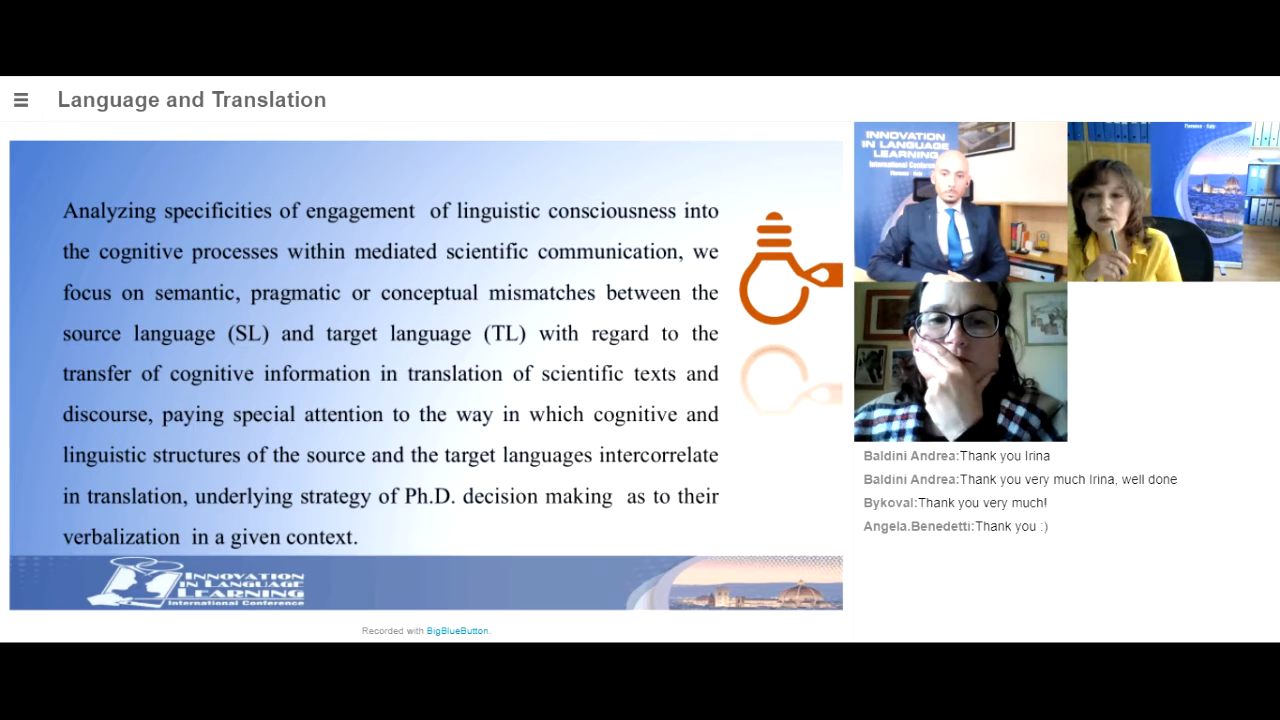 Language and Translation
Analyzing specificities of engagement of linguistic consciousness into
the cognitive processes within mediated scientific communication, we
focus on semantic, pragmatic or conceptual mismatches between the
source language (SL) and target language (TL) with regard to the
transfer of cognitive information in translation of scientific texts and
discourse, paying special attention to the way in which cognitive and
linguistic structures of the source and the target languages intercorrelate
in translation, underlying strategy of Ph.D. decision making as to their
verbalization in a given context.
INNOVATION
IN LANGUAGE
LEARNING
International Conference
Recorded with BigBlueButton.
INNOVATION
IN LANGUAGE
LEARNING
International Conference
Florence - Italy
Florence - Italy
Baldini Andrea:Thank you Irina
Baldini Andrea:Thank you very much Irina, well done
Bykoval:Thank you very much!
Angela.Benedetti:Thank you :)